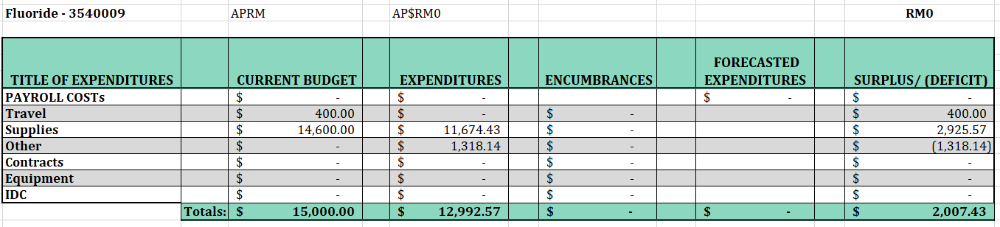 Fluoride - 3540009 APRM AP$RM0 RM0
FORECASTED
TITLE OF EXPENDITURES CURRENT BUDGET EXPENDITURES ENCUMBRANCES EXPENDITURES SURPLUS/ (DEFICIT)
PAYROLL COSTs $ - $ - $ - $ -
Travel $ 400.00 $ - $ - $ 400.00
Supplies $ 14,600.00 $ 11,674.43 $ - $ 2,925.57
Other $ - $ 1,318.14 $ - $ (1,318.14)
Contracts $ - $ - $ - $ -
Equipment $ - $ - $ - $ -
IDC $ - $ - $ - $ -
Totals: $ 15,000.00 $ 12,992.57 $ - $ - $ 2,007.43